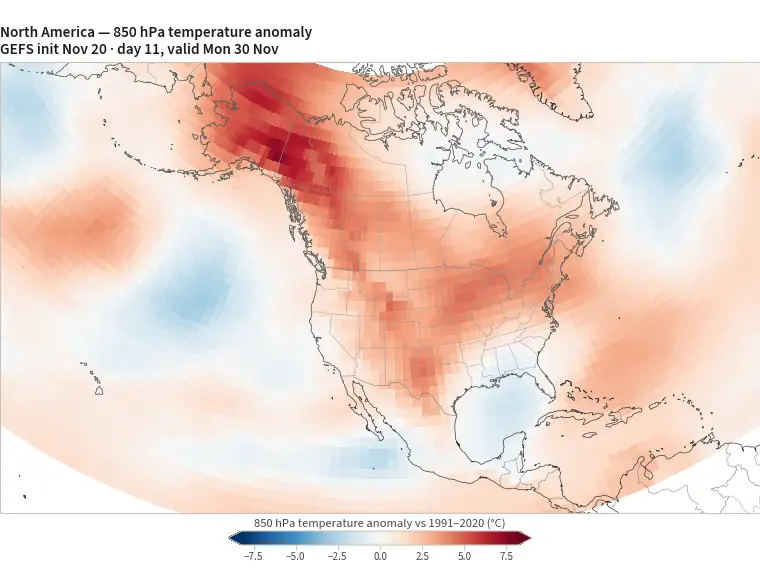 North America — 850 hPa temperature anomaly
GEFS init Nov 20 · day 11, valid Mon 30 Nov
850 hPa temperature anomaly vs 1991–2020 (°C)
−7.5 −5.0 −2.5 0.0 2.5 5.0 7.5